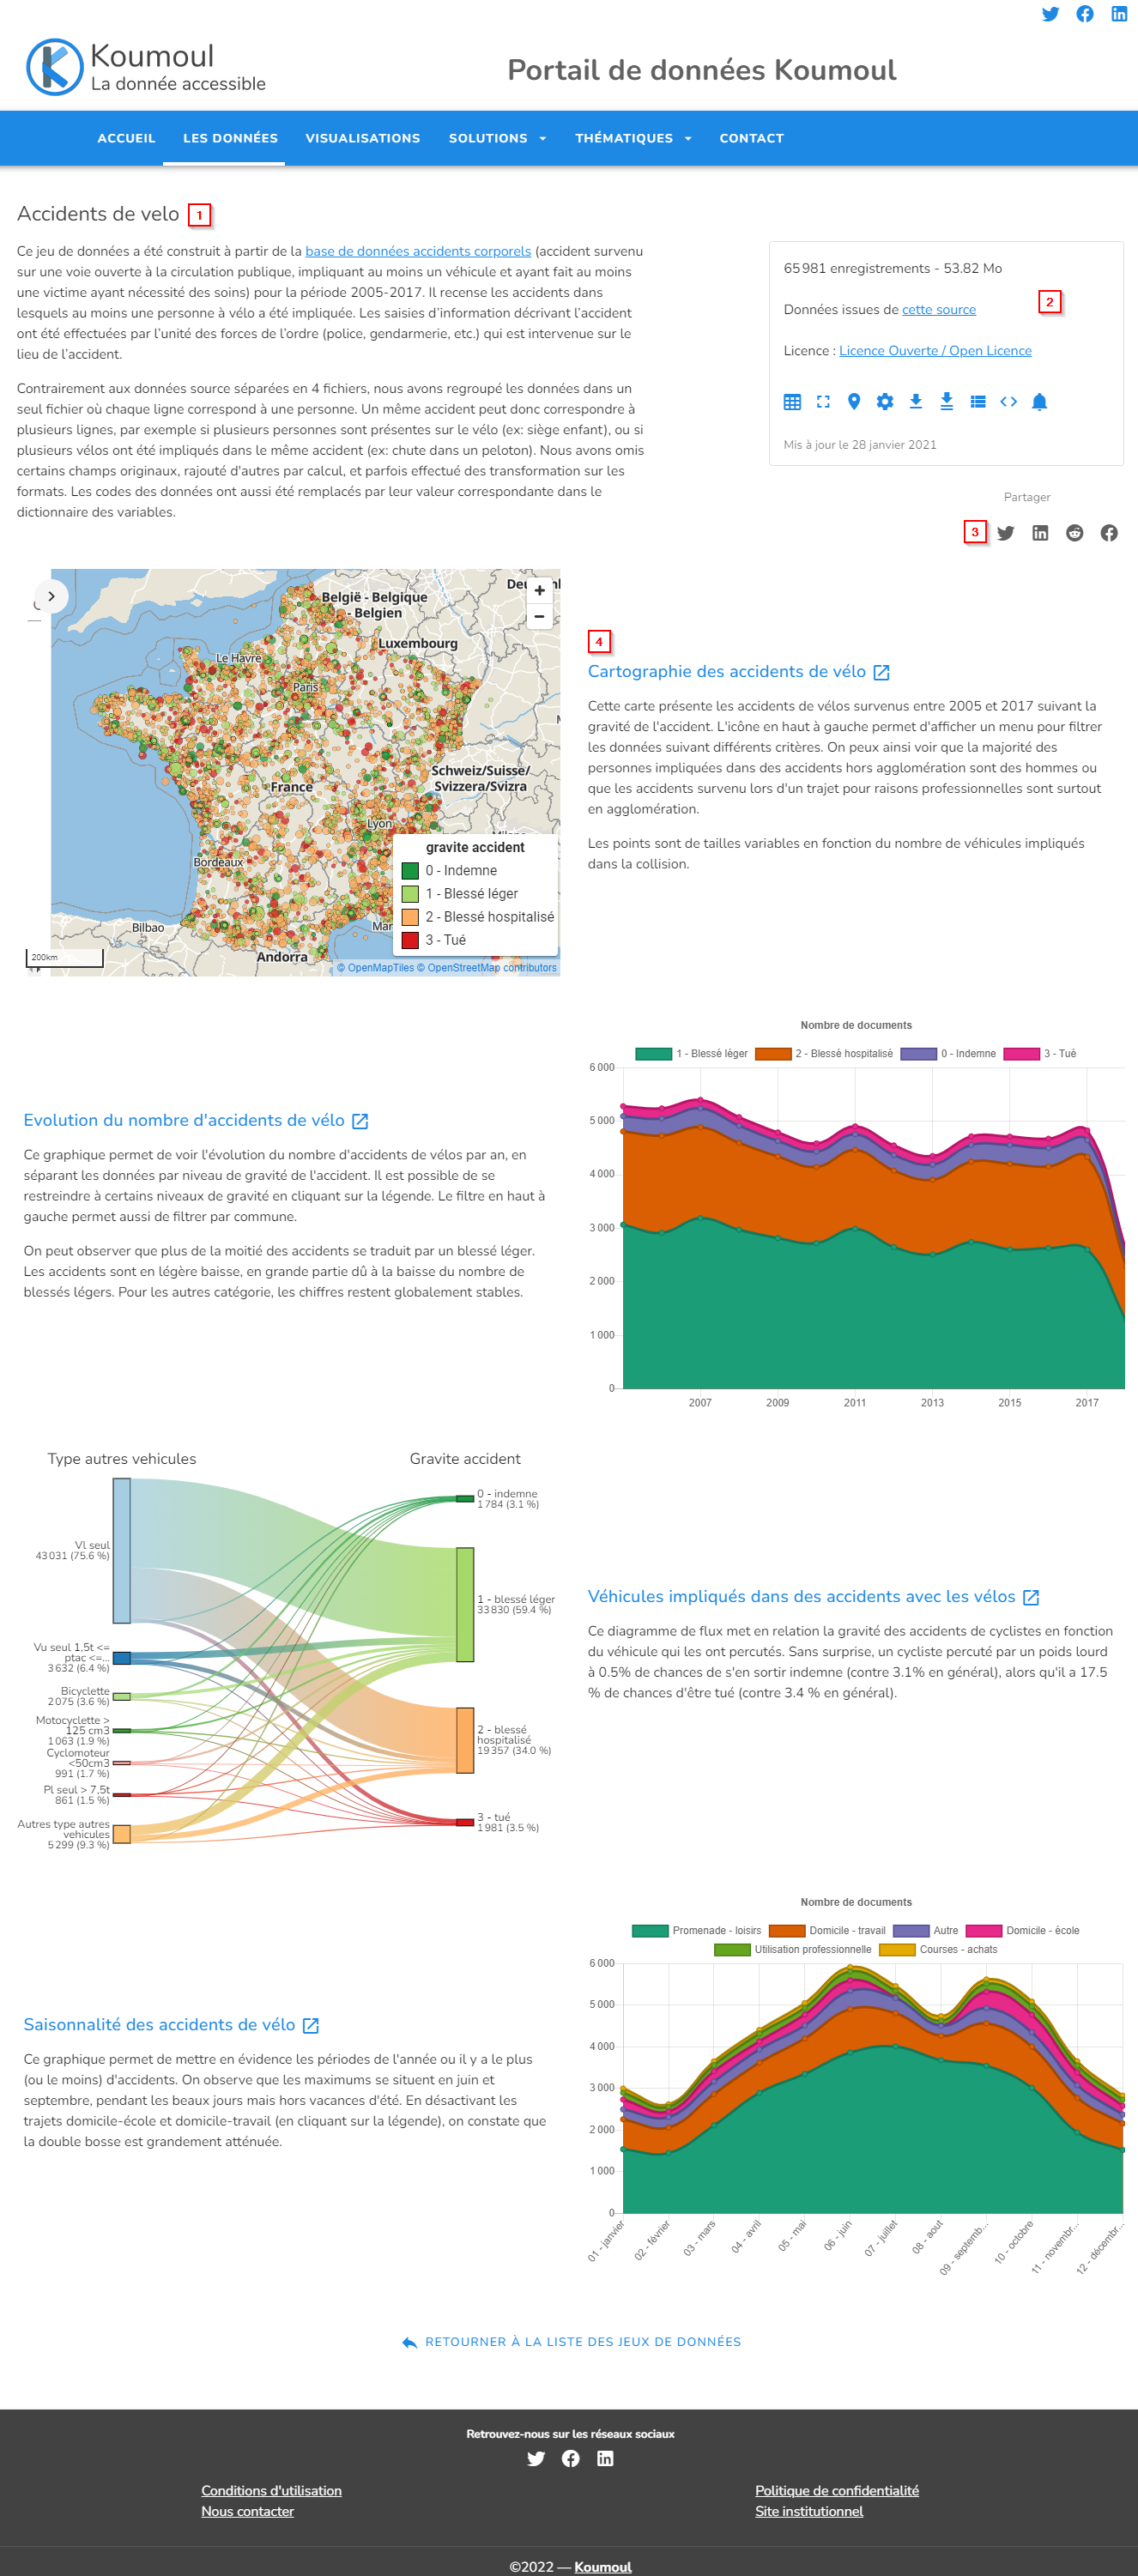 Koumoul
La donnée accessible
Portail de données Koumoul
ACCUEIL LES DONNÉES VISUALISATIONS SOLUTIONS THÉMATIQUES CONTACT
Accidents de velo 1
Ce jeu de données a été construit à partir de la base de données accidents corporels (accident survenu
sur une voie ouverte à la circulation publique, impliquant au moins un véhicule et ayant fait au moins
une victime ayant nécessité des soins) pour la période 2005-2017. Il recense les accidents dans
lesquels au moins une personne à vélo a été impliquée. Les saisies d'information décrivant l'accident
ont été effectuées par l'unité des forces de l'ordre (police, gendarmerie, etc.) qui est intervenue sur le
lieu de l'accident.
Contrairement aux données source séparées en 4 fichiers, nous avons regroupé les données dans un
seul fichier où chaque ligne correspond à une personne. Un même accident peut donc correspondre à
plusieurs lignes, par exemple si plusieurs personnes sont présentes sur le vélo (ex: siège enfant), ou si
plusieurs vélos ont été impliqués dans le même accident (ex: chute dans un peloton). Nous avons omis
certains champs originaux, rajouté d'autres par calcul, et parfois effectué des transformation sur les
formats. Les codes des données ont aussi été remplacés par leur valeur correspondante dans le
dictionnaire des variables.
65 981 enregistrements - 53.82 Mo
Données issues de cette source
2
Licence : Licence Ouverte / Open Licence
Mis à jour le 28 janvier 2021
Partager
3
België - Belgique
- Belgien
Luxembourg
Le Havre
Paris
Schweiz/Suisse/
Svizzera/Svizra
France
Lyon
Bordeaux
Bilbao
Andorra
gravite accident
0 - Indemne
1 - Blessé léger
2 - Blessé hospitalisé
3 - Tué
200km
© OpenMapTiles © OpenStreetMap contributors
4
Cartographie des accidents de vélo
Cette carte présente les accidents de vélos survenus entre 2005 et 2017 suivant la
gravité de l'accident. L'icône en haut à gauche permet d'afficher un menu pour filtrer
les données suivant différents critères. On peux ainsi voir que la majorité des
personnes impliquées dans des accidents hors agglomération sont des hommes ou
que les accidents survenu lors d'un trajet pour raisons professionnelles sont surtout
en agglomération.
Les points sont de tailles variables en fonction du nombre de véhicules impliqués
dans la collision.
Evolution du nombre d'accidents de vélo
Ce graphique permet de voir l'évolution du nombre d'accidents de vélos par an, en
séparant les données par niveau de gravité de l'accident. Il est possible de se
restreindre à certains niveaux de gravité en cliquant sur la légende. Le filtre en haut à
gauche permet aussi de filtrer par commune.
On peut observer que plus de la moitié des accidents se traduit par un blessé léger.
Les accidents sont en légère baisse, en grande partie dû à la baisse du nombre de
blessés légers. Pour les autres catégorie, les chiffres restent globalement stables.
Nombre de documents
1 - Blessé léger 2 - Blessé hospitalisé 0 - Indemne 3 - Tué
6 000
5 000
4 000
3 000
2 000
1 000
0
2007 2009 2011 2013 2015 2017
Type autres vehicules
Gravite accident
Vl seul
43 031 (75.6 %)
Vu seul 1,5t <=
ptac <=...
3 632 (6.4 %)
Bicyclette
2 075 (3.6 %)
Motocyclette >
125 cm3
1 063 (1.9 %)
Cyclomoteur
<50cm3
991 (1.7 %)
Pl seul > 7,5t
861 (1.5 %)
Autres type autres
vehicules
5 299 (9.3 %)
0 - indemne
1 784 (3.1 %)
1 - blessé léger
33 830 (59.4 %)
2 - blessé
hospitalisé
19 357 (34.0 %)
3 - tué
1 981 (3.5 %)
Véhicules impliqués dans des accidents avec les vélos
Ce diagramme de flux met en relation la gravité des accidents de cyclistes en fonction
du véhicule qui les ont percutés. Sans surprise, un cycliste percuté par un poids lourd
à 0.5% de chances de s'en sortir indemne (contre 3.1% en général), alors qu'il a 17.5
% de chances d'être tué (contre 3.4 % en général).
Saisonnalité des accidents de vélo
Ce graphique permet de mettre en évidence les périodes de l'année ou il y a le plus
(ou le moins) d'accidents. On observe que les maximums se situent en juin et
septembre, pendant les beaux jours mais hors vacances d'été. En désactivant les
trajets domicile-école et domicile-travail (en cliquant sur la légende), on constate que
la double bosse est grandement atténuée.
Nombre de documents
Promenade - loisirs Domicile - travail Autre Domicile - école
Utilisation professionnelle Courses - achats
6 000
5 000
4 000
3 000
2 000
1 000
0
01 - janvier 02 - février 03 - mars 04 - avril 05 - mai 06 - juin 07 - juillet 08 - aout 09 - septemb... 10 - octobre 11 - novembr... 12 - décembr...
RETOURNER À LA LISTE DES JEUX DE DONNÉES
Retrouvez-nous sur les réseaux sociaux
Conditions d'utilisation
Nous contacter
Politique de confidentialité
Site institutionnel
©2022 — Koumoul